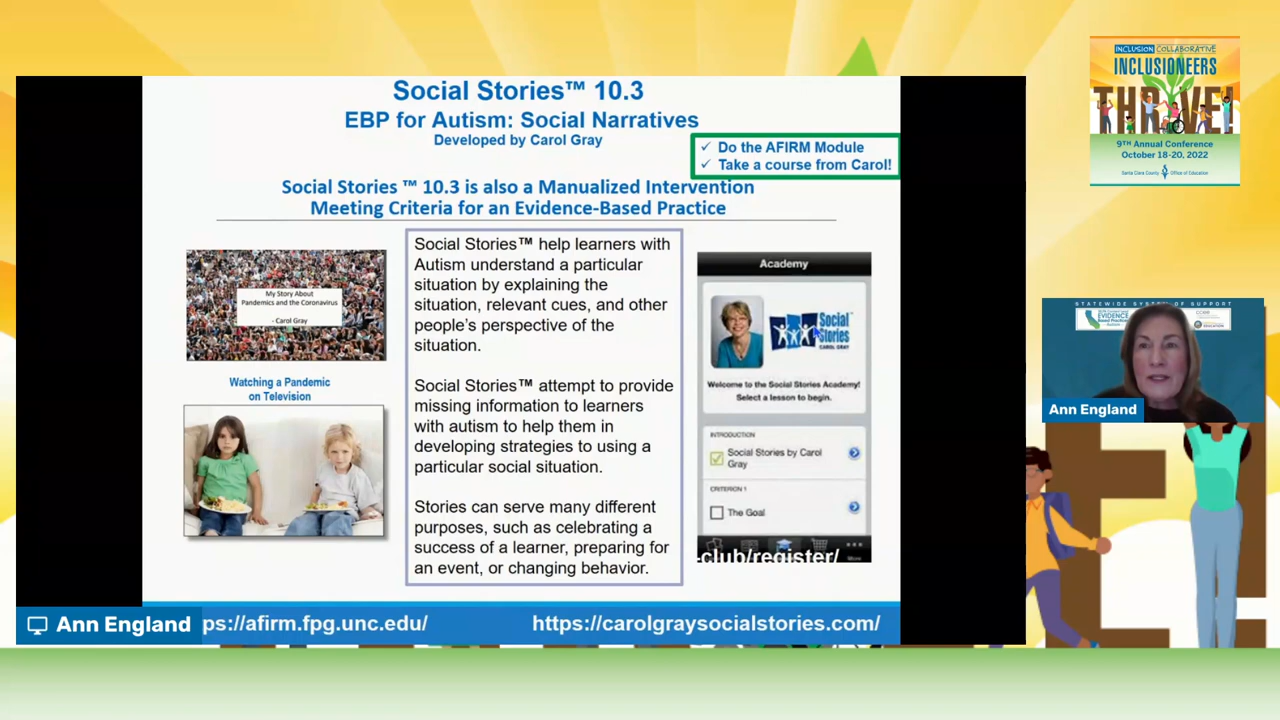 Social Stories™ 10.3
EBP for Autism: Social Narratives
Developed by Carol Gray
✓ Do the AFIRM Module
✓ Take a course from Carol!
Social Stories ™ 10.3 is also a Manualized Intervention
Meeting Criteria for an Evidence-Based Practice
My Story About
Pandemics and the Coronavirus
- Carol Gray
Watching a Pandemic
on Television
Social Stories™ help learners with
Autism understand a particular
situation by explaining the
situation, relevant cues, and other
people's perspective of the
situation.
Social Stories™ attempt to provide
missing information to learners
with autism to help them in
developing strategies to using a
particular social situation.
Stories can serve many different
purposes, such as celebrating a
success of a learner, preparing for
an event, or changing behavior.
Academy
Social
Stories
CAROL GRAY
Welcome to the Social Stories Academy!
Select a lesson to begin.
INTRODUCTION
Social Stories by Carol
Gray
CRITERION 1
The Goal
More
-club/register/
Ann England
ps://afirm.fpg.unc.edu/
https://carolgraysocialstories.com/
INCLUSION COLLABORATIVE
INCLUSIONEERS
THRIVE!
9TH Annual Conference
October 18-20, 2022
Santa Clara County Office of Education
STATEWIDE SYSTEM OF SUPPORT
EVIDENCE
Ann England